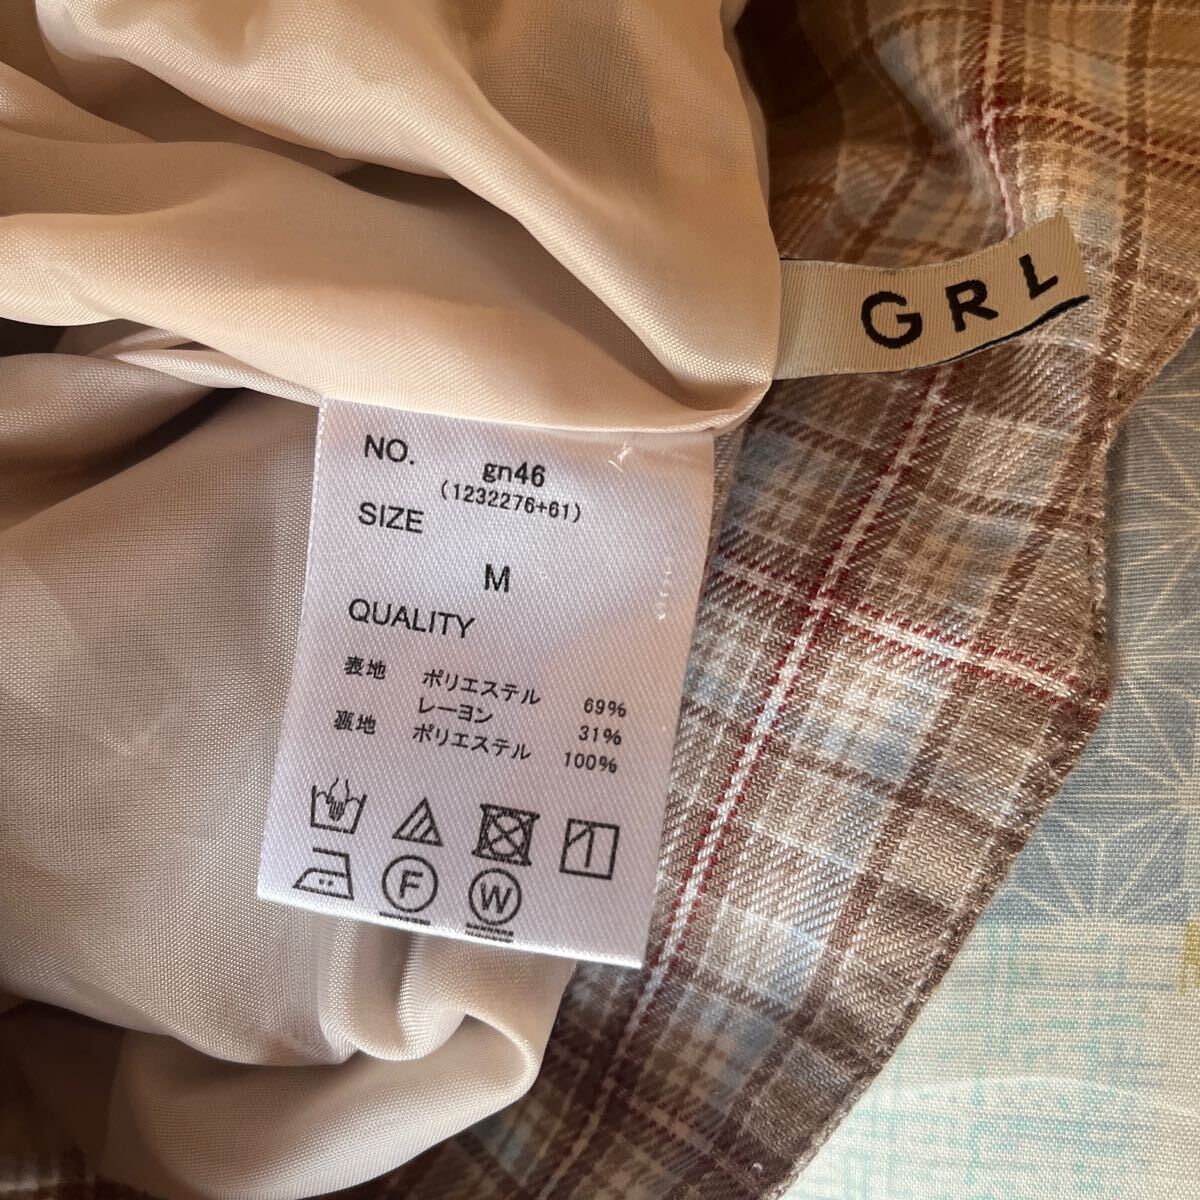 GRL
NO. gn46
(1232276+61)
SIZE
M
QUALITY
表地 ポリエステル 69%
レーヨン 31%
裏地 ポリエステル 100%
F W